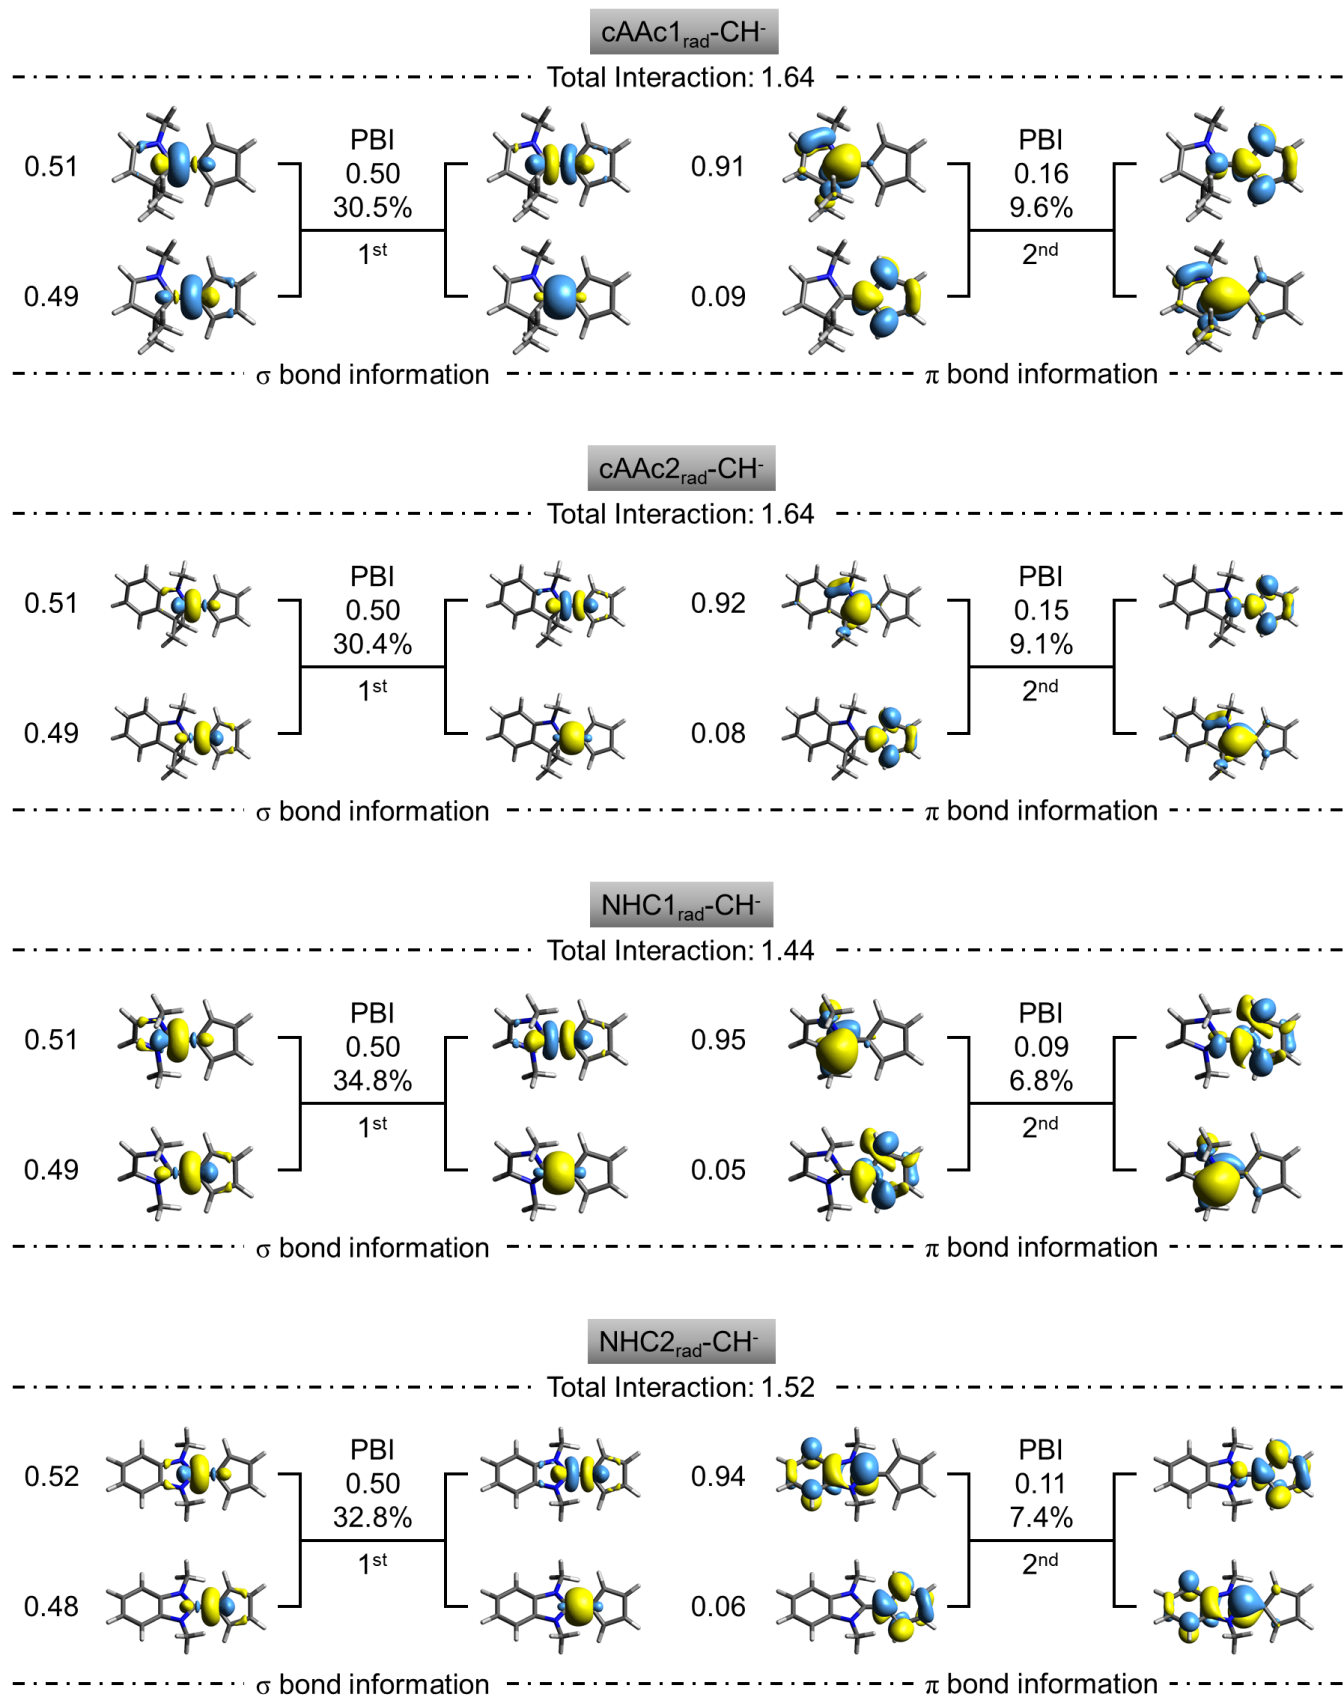 cAAc1rad-CH-
Total Interaction: 1.64
0.51 PBI 0.91 PBI
0.50 0.16
30.5% 9.6%
0.49 1st 0.09 2nd
σ bond information π bond information
cAAc2rad-CH-
Total Interaction: 1.64
0.51 PBI 0.92 PBI
0.50 0.15
30.4% 9.1%
0.49 1st 0.08 2nd
σ bond information π bond information
NHC1rad-CH-
Total Interaction: 1.44
0.51 PBI 0.95 PBI
0.50 0.09
34.8% 6.8%
0.49 1st 0.05 2nd
σ bond information π bond information
NHC2rad-CH-
Total Interaction: 1.52
0.52 PBI 0.94 PBI
0.50 0.11
32.8% 7.4%
0.48 1st 0.06 2nd
σ bond information π bond information